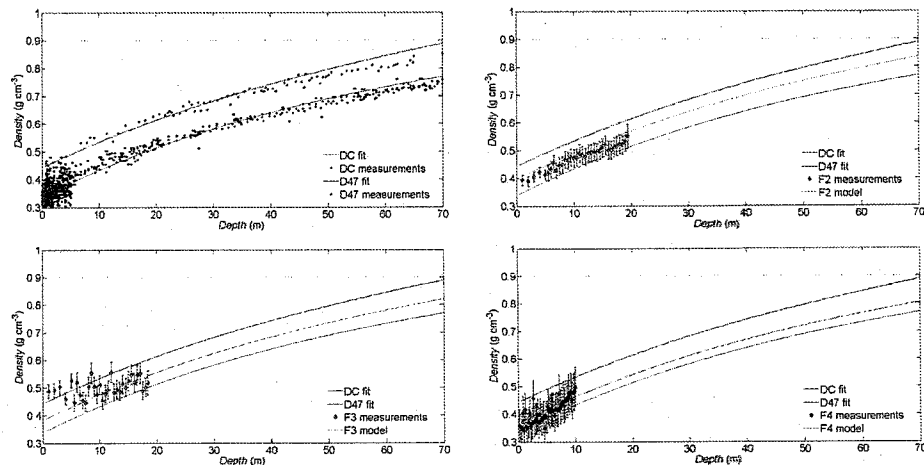 1
0.9
0.8
0.7
0.6
0.5
0.4
0.3
Density (g cm⁻³)
0 10 20 30 40 50 60 70
Depth (m)
DC fit
DC measurements
D47 fit
D47 measurements
1
0.9
0.8
0.7
0.6
0.5
0.4
0.3
Density (g cm⁻³)
0 10 20 30 40 50 60 70
Depth (m)
DC fit
D47 fit
F2 measurements
F2 model
1
0.9
0.8
0.7
0.6
0.5
0.4
0.3
Density (g cm⁻³)
0 10 20 30 40 50 60 70
Depth (m)
DC fit
D47 fit
F3 measurements
F3 model
1
0.9
0.8
0.7
0.6
0.5
0.4
0.3
Density (g cm⁻³)
0 10 20 30 40 50 60 70
Depth (m)
DC fit
D47 fit
F4 measurements
F4 model